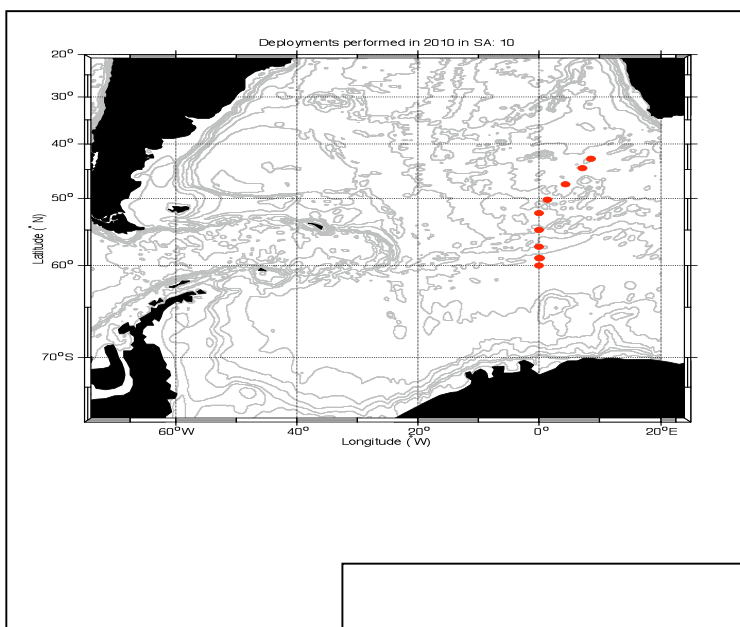 Deployments performed in 2010 in SA: 10
20°
30°
40°
50°
60°
70°S
Latitude (°N)
60°W
40°W
20°W
0°
20°E
Longitude (°W)